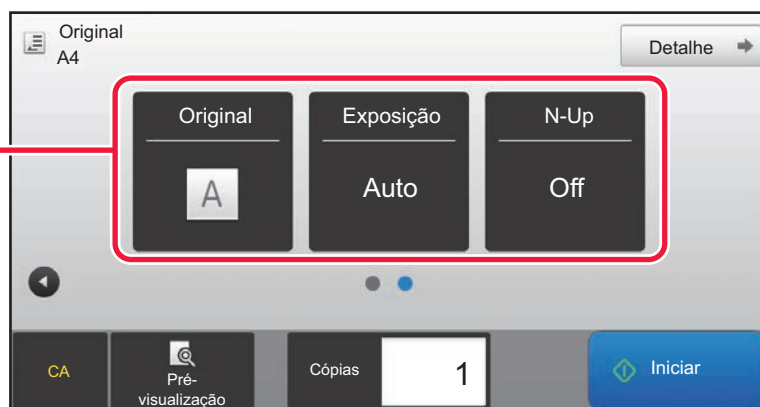 Original
A4
Detalhe
Original
Exposição
N-Up
A
Auto
Off
CA
Pré-
visualização
Cópias
1
Iniciar